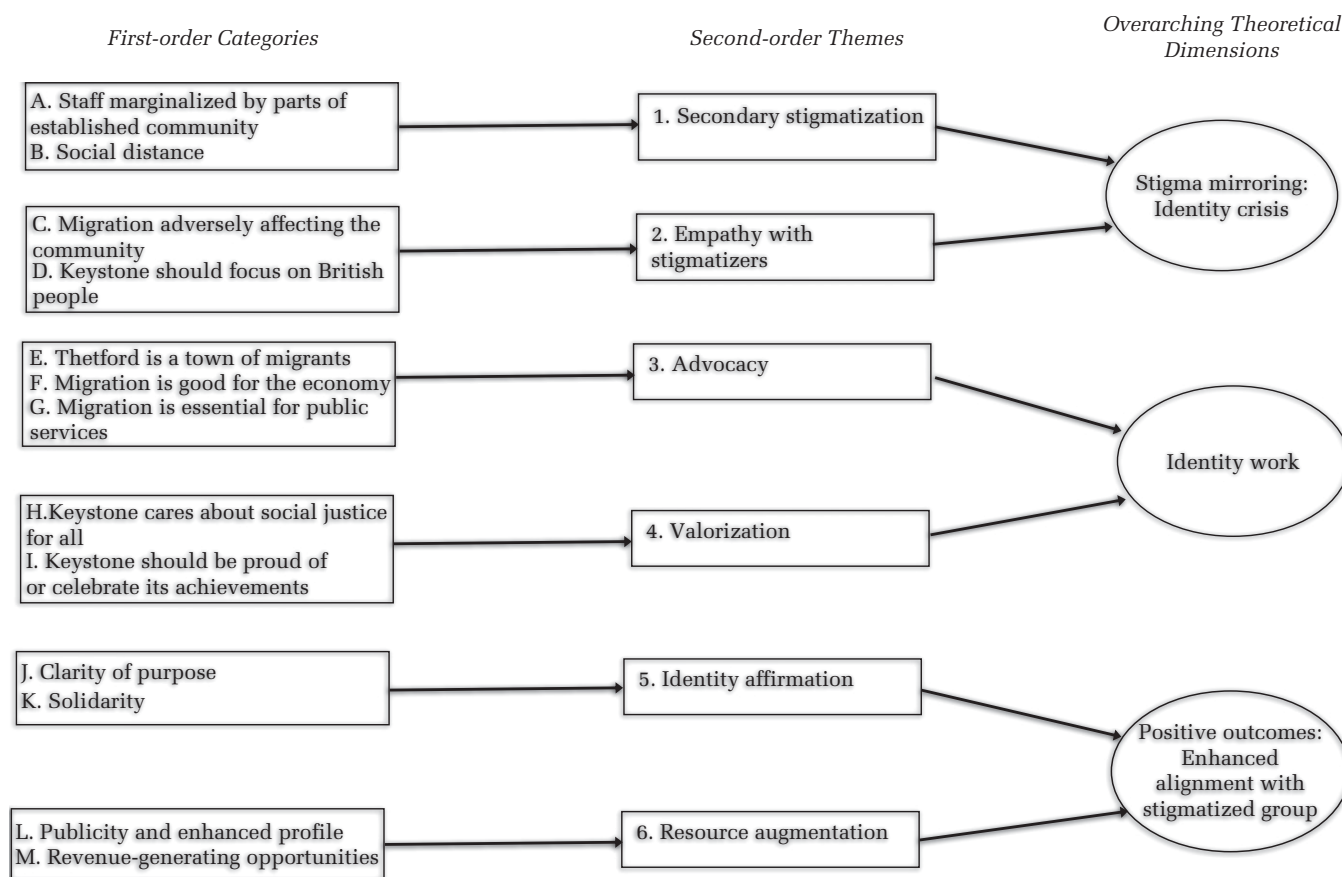 First-order Categories
Second-order Themes
Overarching Theoretical
Dimensions
A. Staff marginalized by parts of
established community
B. Social distance
1. Secondary stigmatization
Stigma mirroring:
Identity crisis
C. Migration adversely affecting the
community
D. Keystone should focus on British
people
2. Empathy with
stigmatizers
E. Thetford is a town of migrants
F. Migration is good for the economy
G. Migration is essential for public
services
3. Advocacy
Identity work
H.Keystone cares about social justice
for all
I. Keystone should be proud of
or celebrate its achievements
4. Valorization
J. Clarity of purpose
K. Solidarity
5. Identity affirmation
Positive outcomes:
Enhanced
alignment with
stigmatized group
L. Publicity and enhanced profile
M. Revenue-generating opportunities
6. Resource augmentation